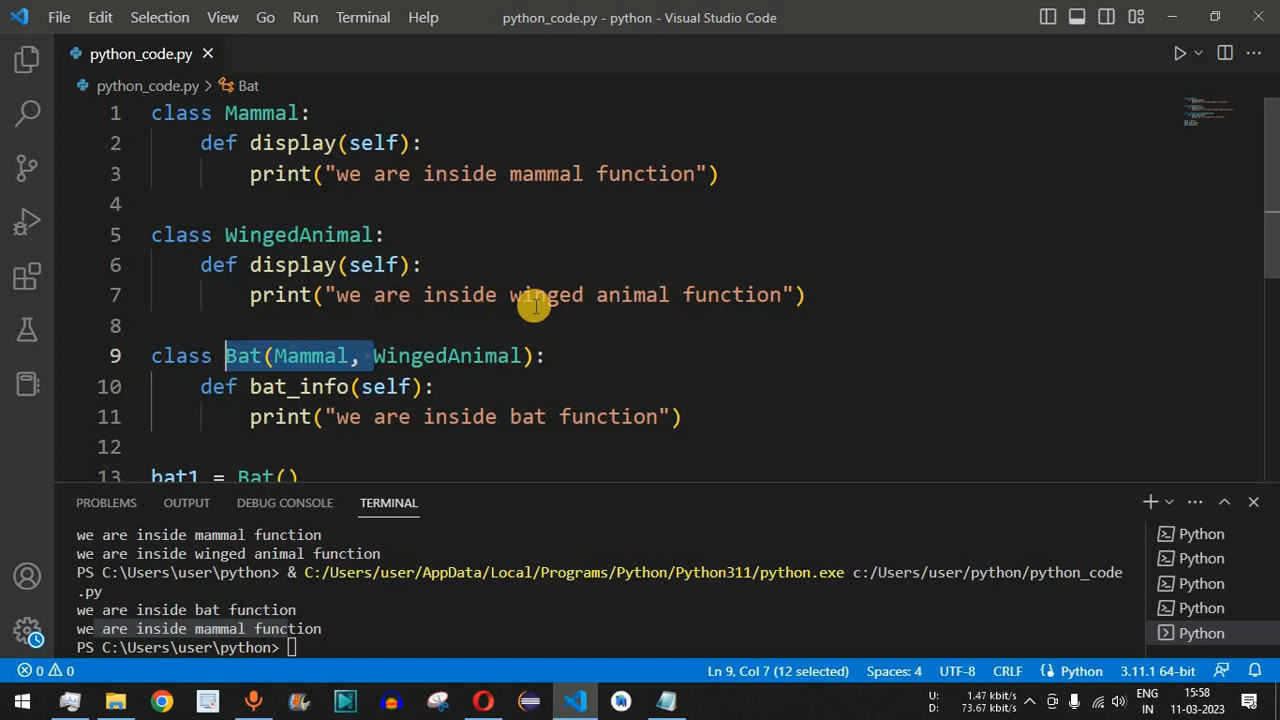 File Edit Selection View Go Run Terminal Help python_code.py - python - Visual Studio Code
python_code.py
python_code.py > Bat
1 class Mammal:
2 def display(self):
3 print("we are inside mammal function")
4
5 class WingedAnimal:
6 def display(self):
7 print("we are inside winged animal function")
8
9 class Bat(Mammal, WingedAnimal):
10 def bat_info(self):
11 print("we are inside bat function")
12
13 bat1 = Bat()
PROBLEMS OUTPUT DEBUG CONSOLE TERMINAL
we are inside mammal function
we are inside winged animal function
PS C:\Users\user\python> & C:/Users/user/AppData/Local/Programs/Python/Python311/python.exe c:/Users/user/python/python_code
.py
we are inside bat function
we are inside mammal function
PS C:\Users\user\python>
Python
Python
Python
Python
Python
0 0 Ln 9, Col 7 (12 selected) Spaces: 4 UTF-8 CRLF Python 3.11.1 64-bit
U: 1.47 kbit/s
D: 73.67 kbit/s
ENG
IN
15:58
11-03-2023